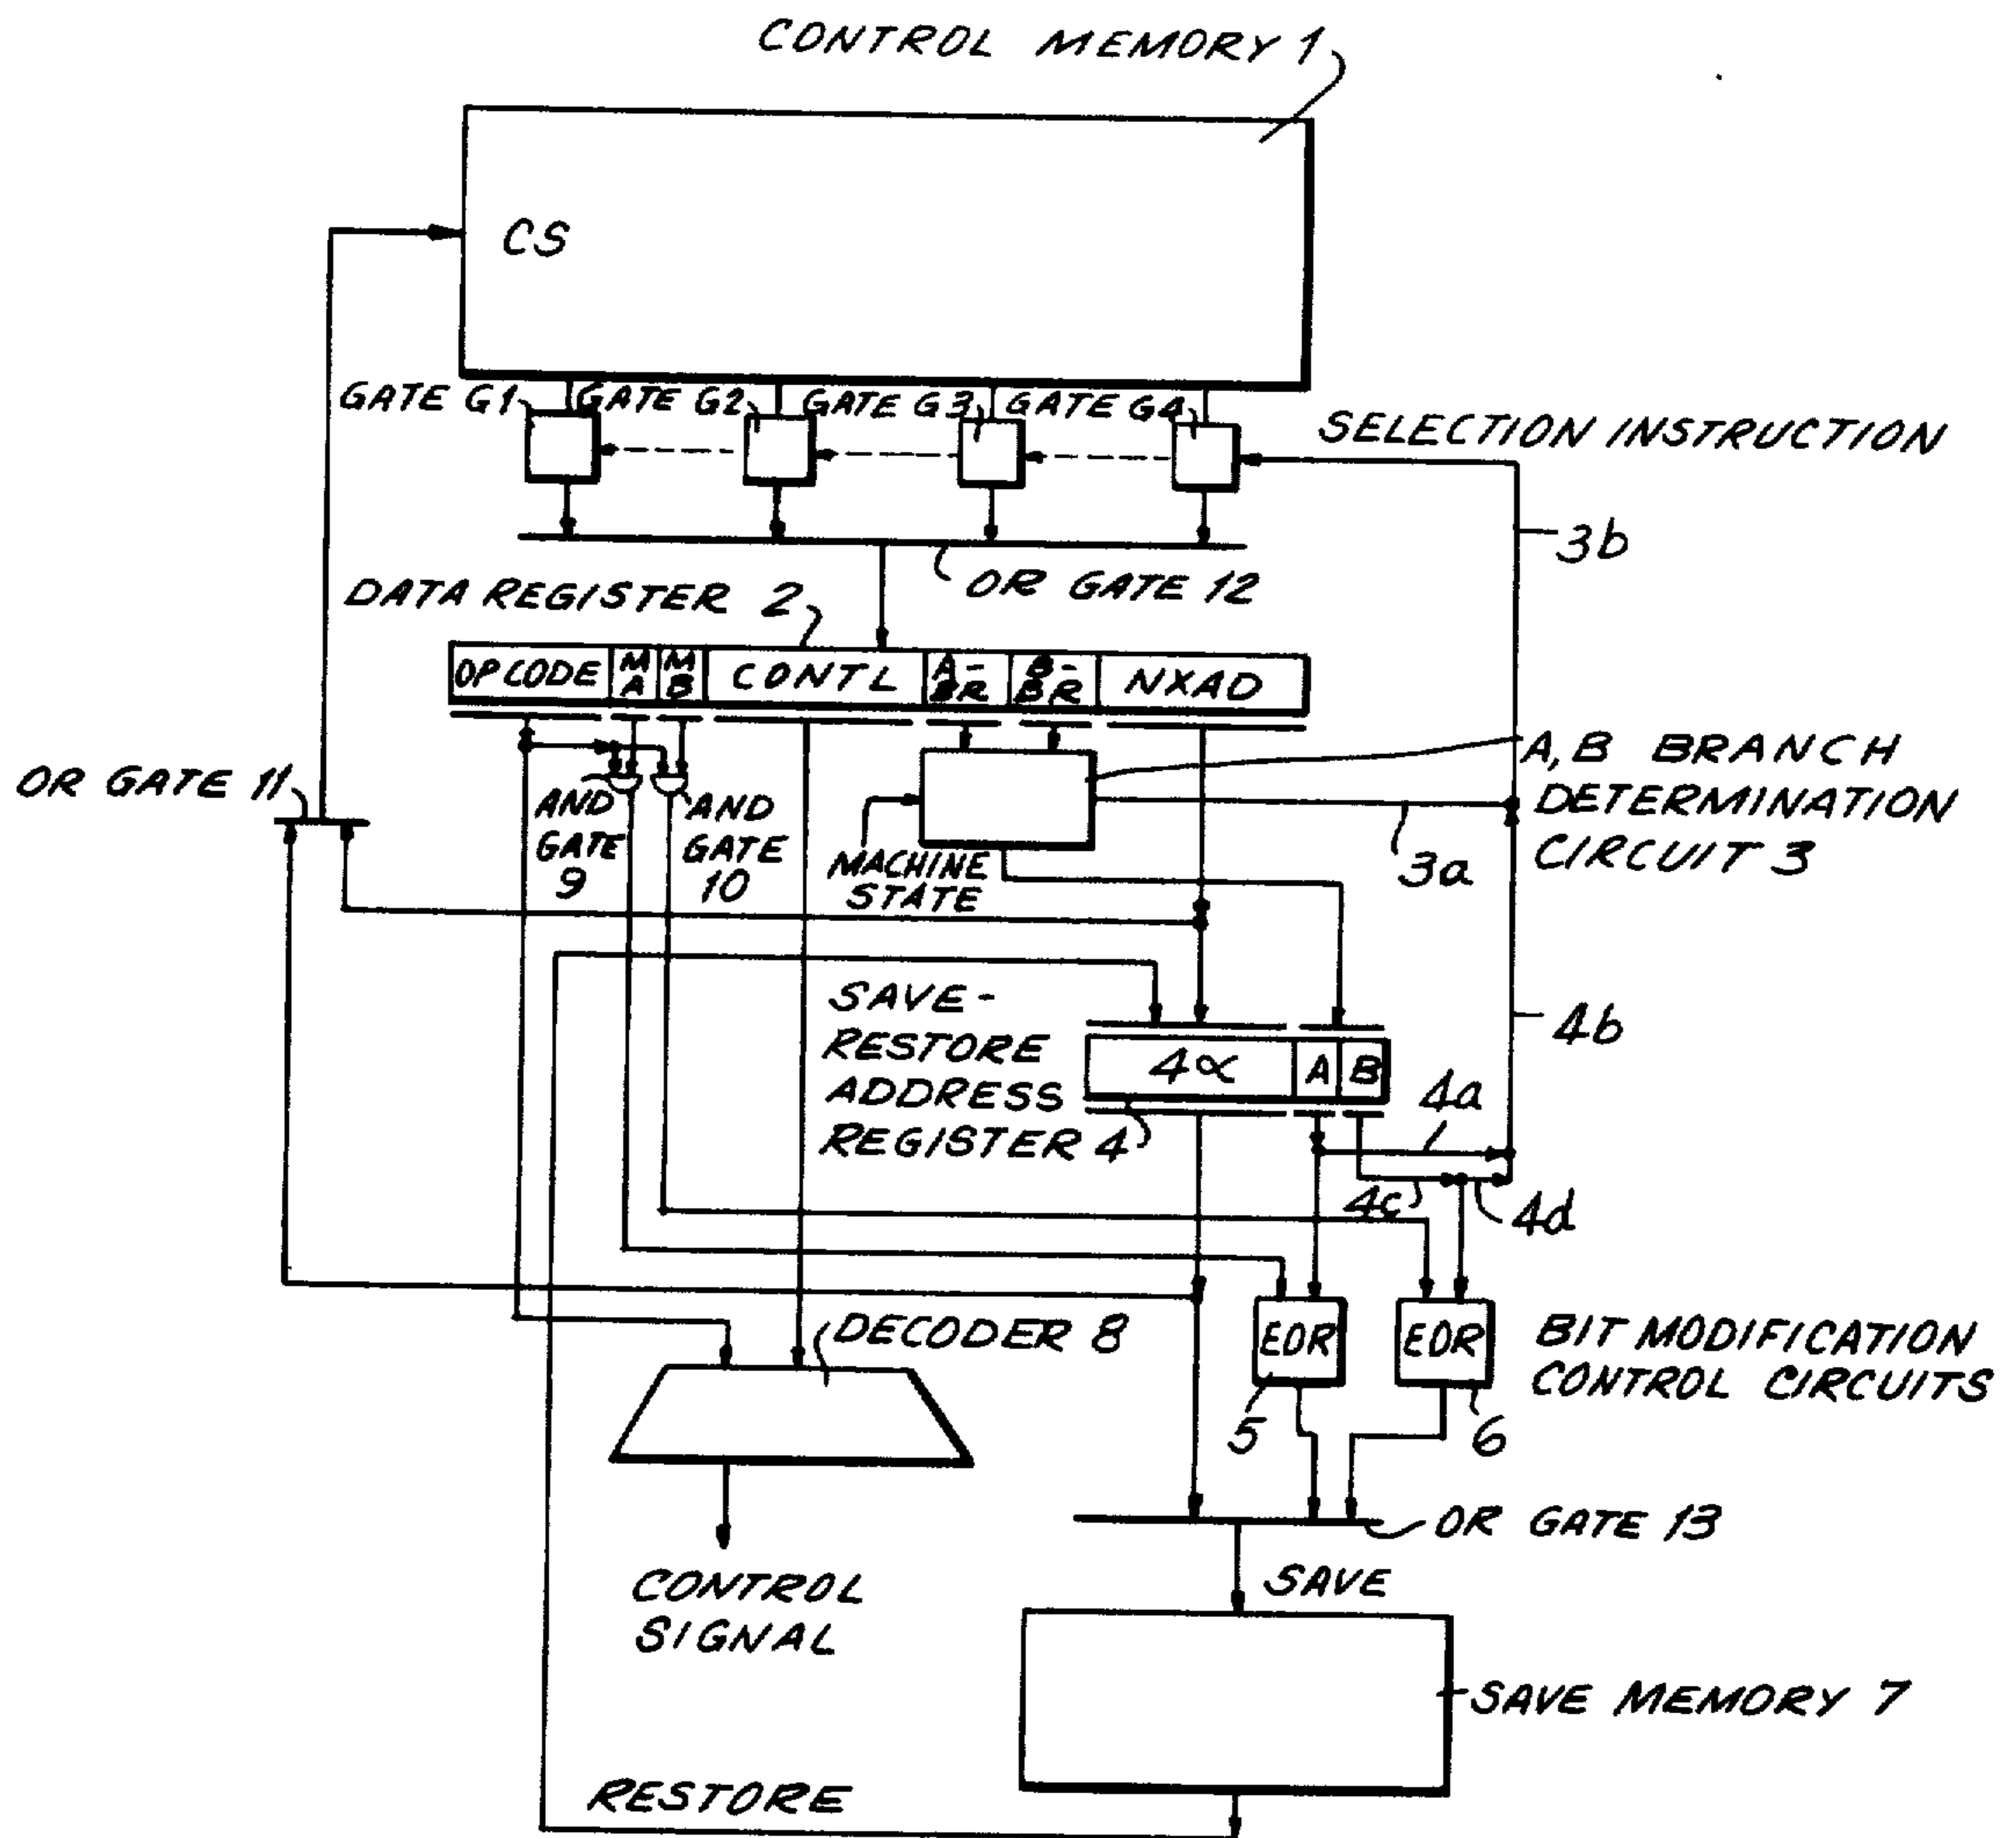 CONTROL MEMORY 1
CS
GATE G1
GATE G2
GATE G3
GATE G4
SELECTION INSTRUCTION
3b
OR GATE 12
DATA REGISTER 2
OP CODE
M
A
M
B
CONTL
A-
BR
B-
BR
NXAD
OR GATE 11
AND
GATE
9
AND
GATE
10
MACHINE
STATE
A, B BRANCH
DETERMINATION
CIRCUIT 3
3a
SAVE-
RESTORE
ADDRESS
REGISTER 4
4α
A
B
4b
4a
4c
4d
DECODER 8
EOR
EOR
5
6
BIT MODIFICATION
CONTROL CIRCUITS
OR GATE 13
CONTROL
SIGNAL
SAVE
SAVE MEMORY 7
RESTORE